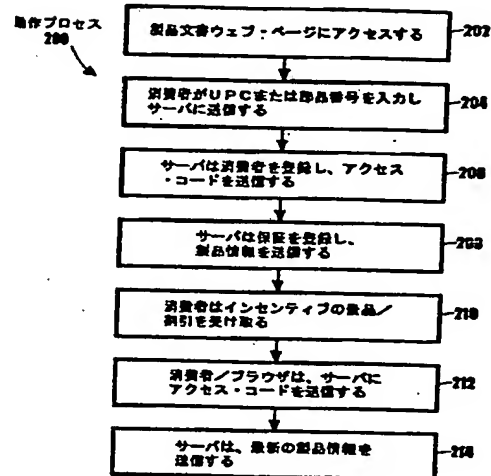 動作プロセス
200
製品文書ウェブ・ページにアクセスする
202
消費者がUPCまたは部品番号を入力し
サーバに送信する
204
サーバは消費者を登録し、アクセス
・コードを送信する
206
サーバは保証を登録し、
製品情報を送信する
208
消費者はインセンティブの景品/
割引を受け取る
210
消費者/ブラウザは、サーバに
アクセス・コードを送信する
212
サーバは、最新の製品情報を
送信する
214